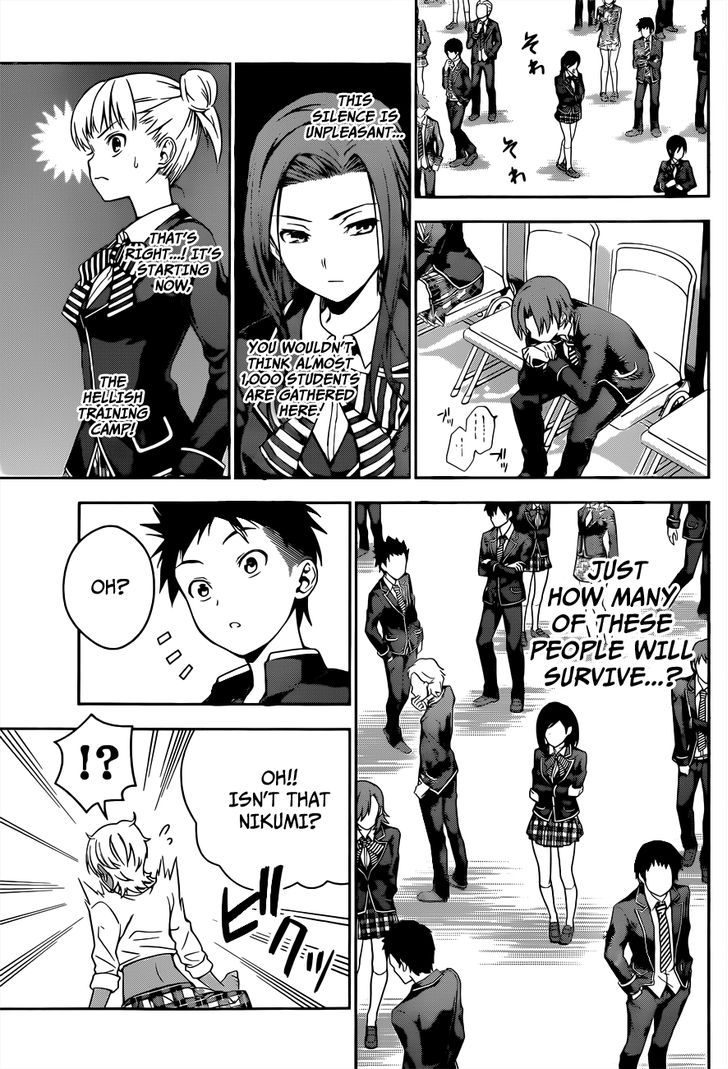 そわ
そわ
THIS
SILENCE IS
UNPLEASANT...
YOU WOULDN'T
THINK ALMOST
1,000 STUDENTS
ARE GATHERED
HERE.
THAT'S
RIGHT...! IT'S
STARTING
NOW,
THE
HELLISH
TRAINING
CAMP!
JUST
HOW MANY
OF THESE
PEOPLE WILL
SURVIVE...?
OH?
OH!!
ISN'T THAT
NIKUMI?
!?
ビクッ